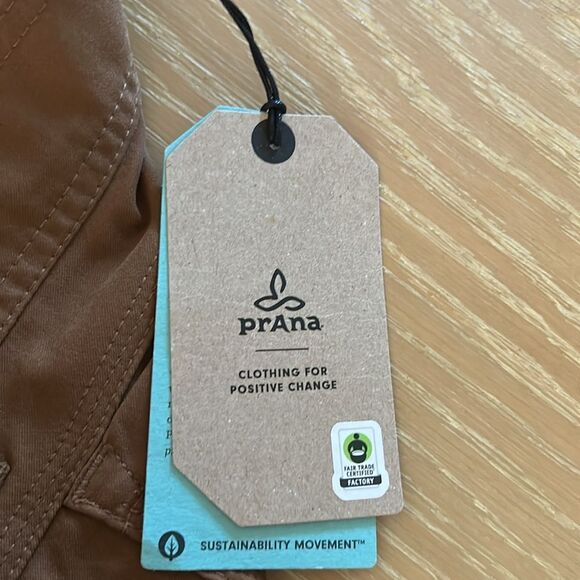 prAna
CLOTHING FOR
POSITIVE CHANGE
FAIR TRADE
CERTIFIED
FACTORY
SUSTAINABILITY MOVEMENT™